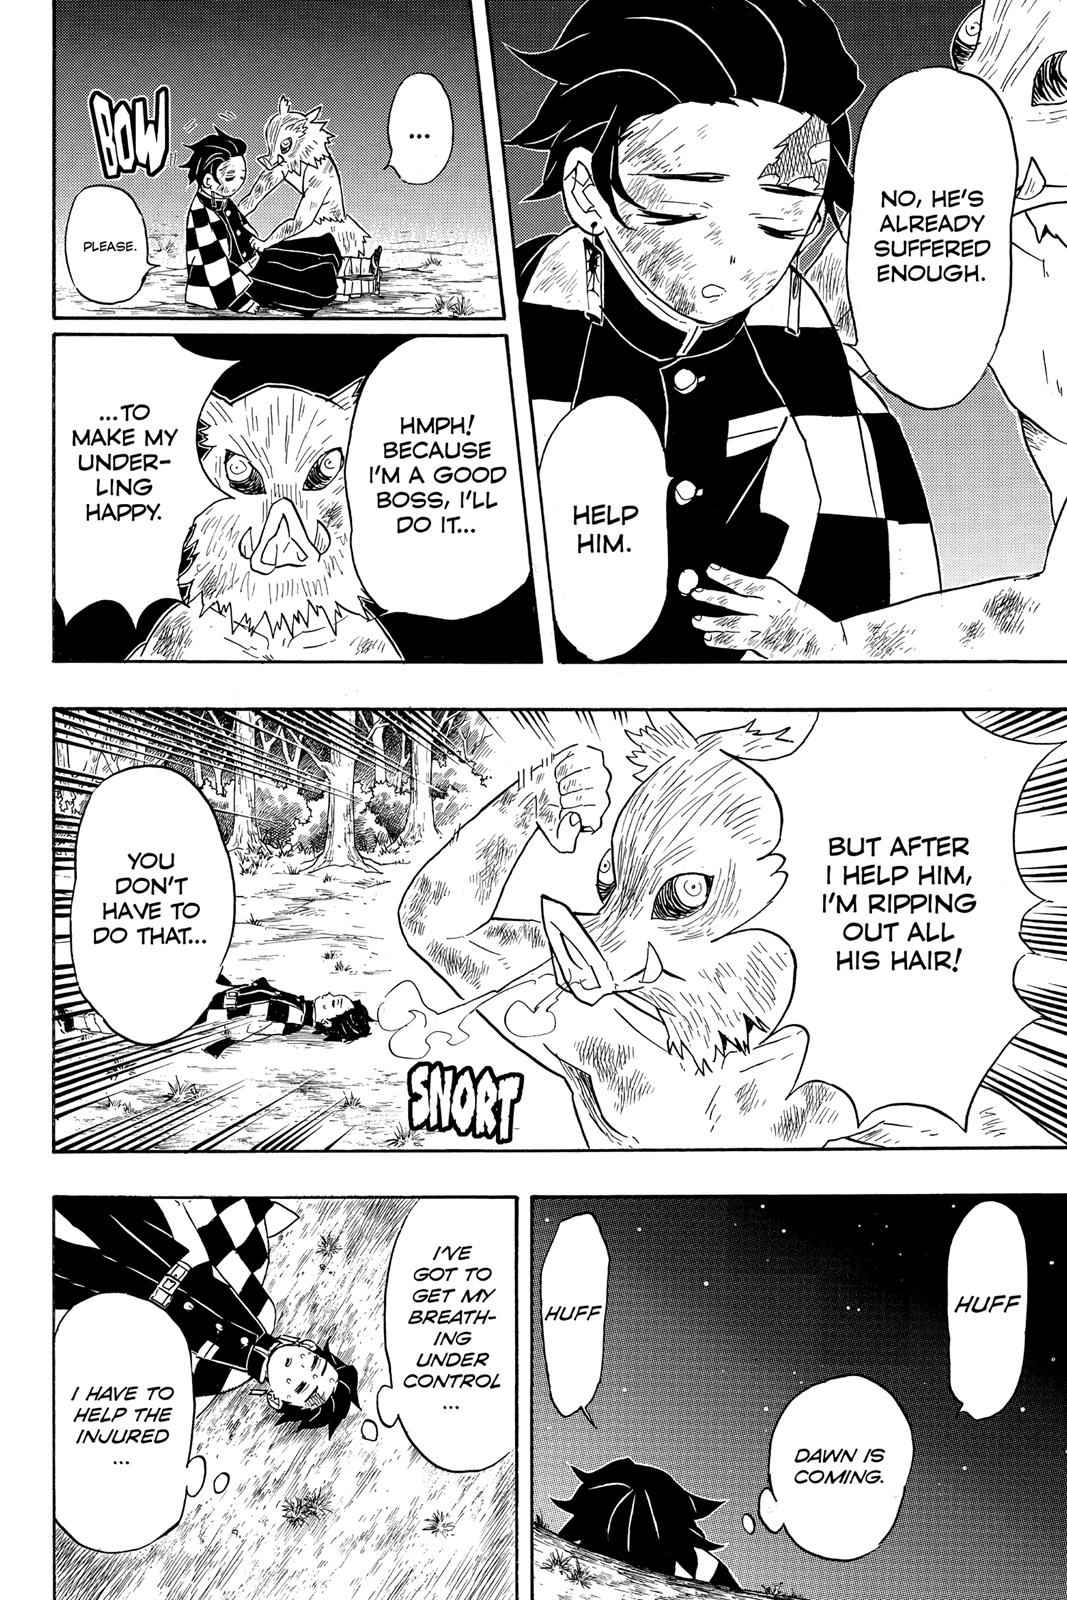 NO, HE'S
ALREADY
SUFFERED
ENOUGH.
HELP
HIM.
...
BOW
PLEASE.
HMPH!
BECAUSE
I'M A GOOD
BOSS, I'LL
DO IT...
...TO
MAKE MY
UNDER-
LING
HAPPY.
BUT AFTER
I HELP HIM,
I'M RIPPING
OUT ALL
HIS HAIR!
SNORT
YOU
DON'T
HAVE TO
DO THAT...
HUFF
HUFF
DAWN IS
COMING.
I'VE
GOT TO
GET MY
BREATH-
ING
UNDER
CONTROL
...
I HAVE TO
HELP THE
INJURED
...